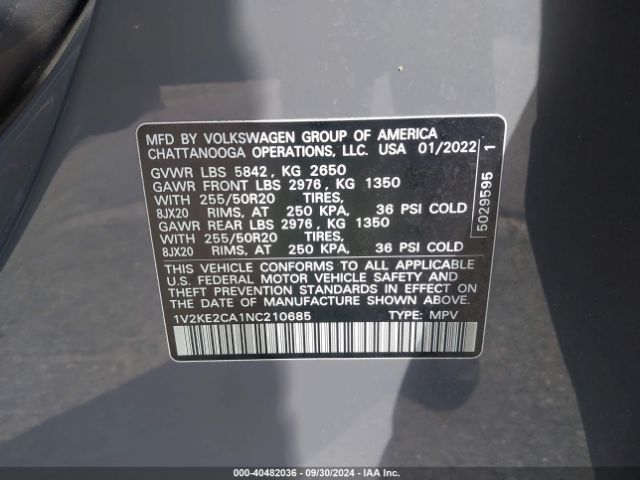 MFD BY VOLKSWAGEN GROUP OF AMERICA
CHATTANOOGA OPERATIONS, LLC. USA 01/2022
GVWR LBS 5842 , KG 2650
GAWR FRONT LBS 2976 , KG 1350
WITH 255/50R20 TIRES,
8JX20 RIMS, AT 250 KPA, 36 PSI COLD
GAWR REAR LBS 2976 , KG 1350
WITH 255/50R20 TIRES,
8JX20 RIMS, AT 250 KPA, 36 PSI COLD
THIS VEHICLE CONFORMS TO ALL APPLICABLE
U.S. FEDERAL MOTOR VEHICLE SAFETY AND
THEFT PREVENTION STANDARDS IN EFFECT
ON THE DATE OF MANUFACTURE SHOWN ABOVE.
1V2KE2CA1NC210685 TYPE: MPV
5029595 1
000-40482036 - 09/30/2024 - IAA Inc.